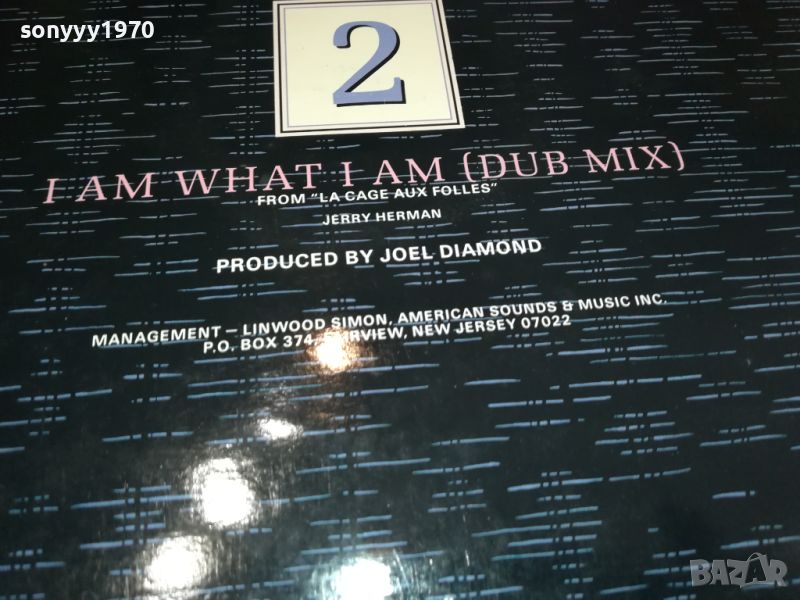 sonyyy1970
2
I AM WHAT I AM (DUB MIX)
FROM "LA CAGE AUX FOLLES"
JERRY HERMAN
PRODUCED BY JOEL DIAMOND
MANAGEMENT — LINWOOD SIMON, AMERICAN SOUNDS & MUSIC INC.
P.O. BOX 374, NEW JERSEY 07022
BAZAR